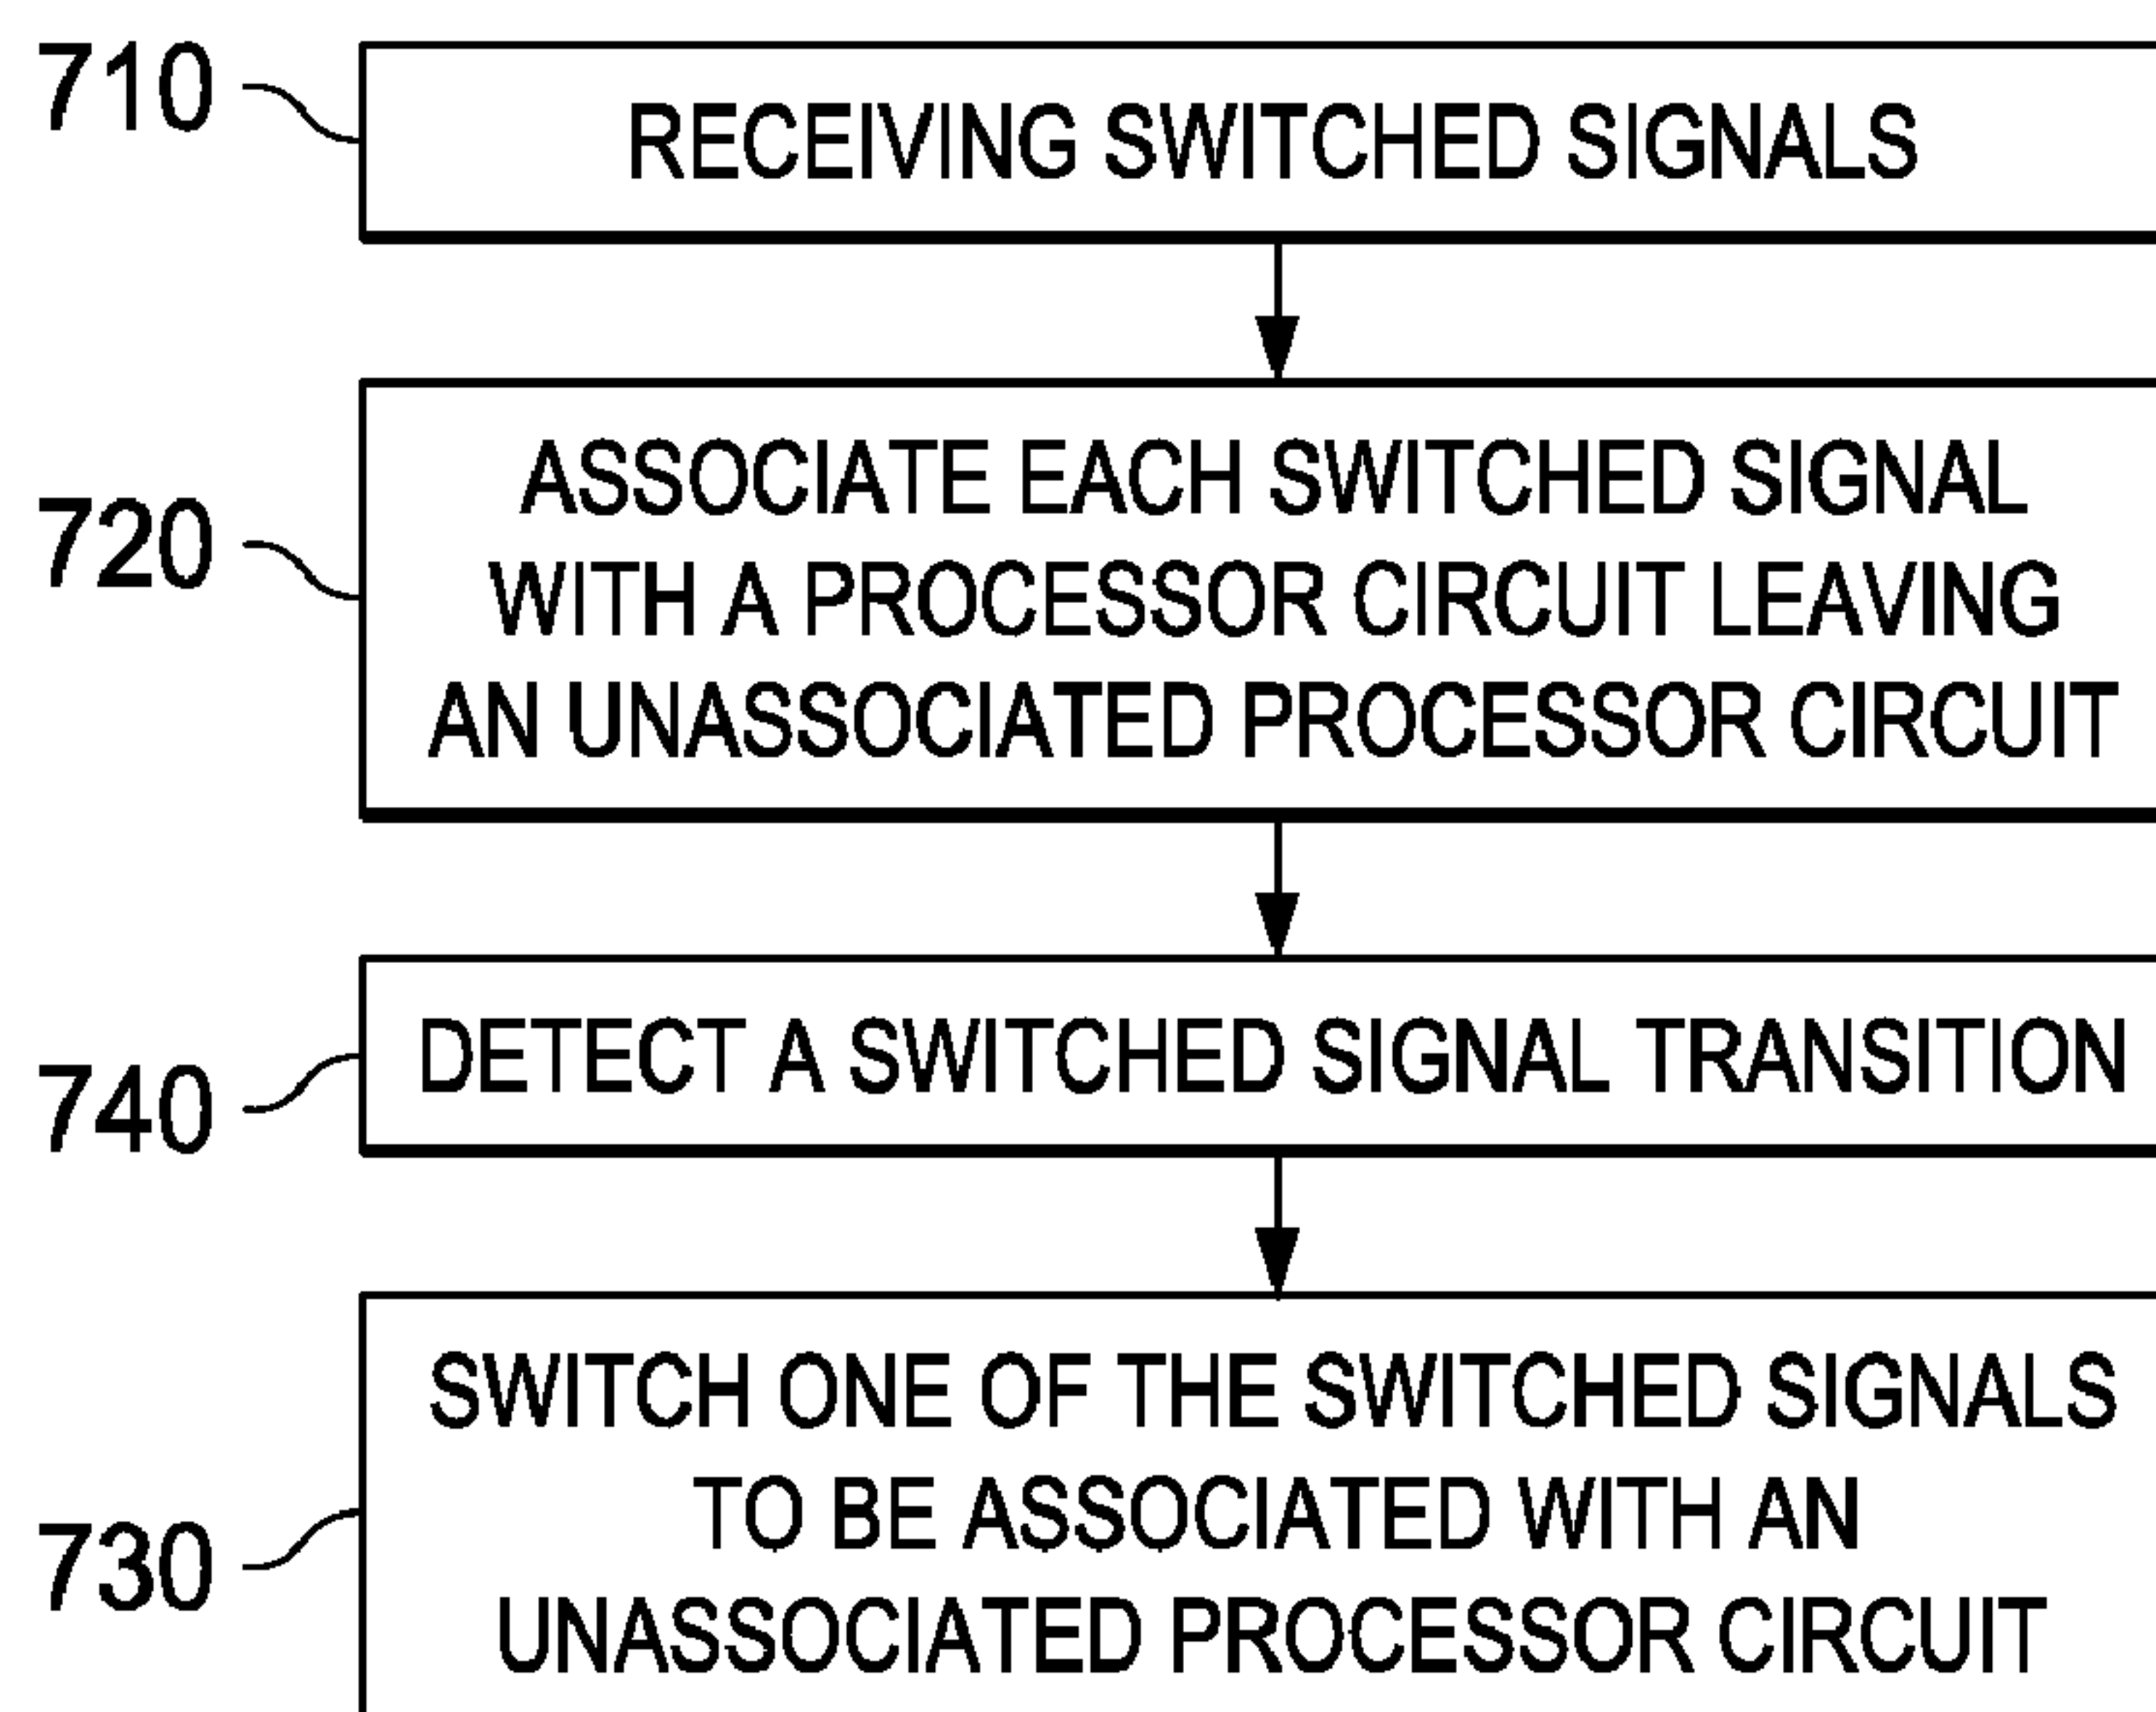 710
RECEIVING SWITCHED SIGNALS
720
ASSOCIATE EACH SWITCHED SIGNAL
WITH A PROCESSOR CIRCUIT LEAVING
AN UNASSOCIATED PROCESSOR CIRCUIT
740
DETECT A SWITCHED SIGNAL TRANSITION
730
SWITCH ONE OF THE SWITCHED SIGNALS
TO BE ASSOCIATED WITH AN
UNASSOCIATED PROCESSOR CIRCUIT